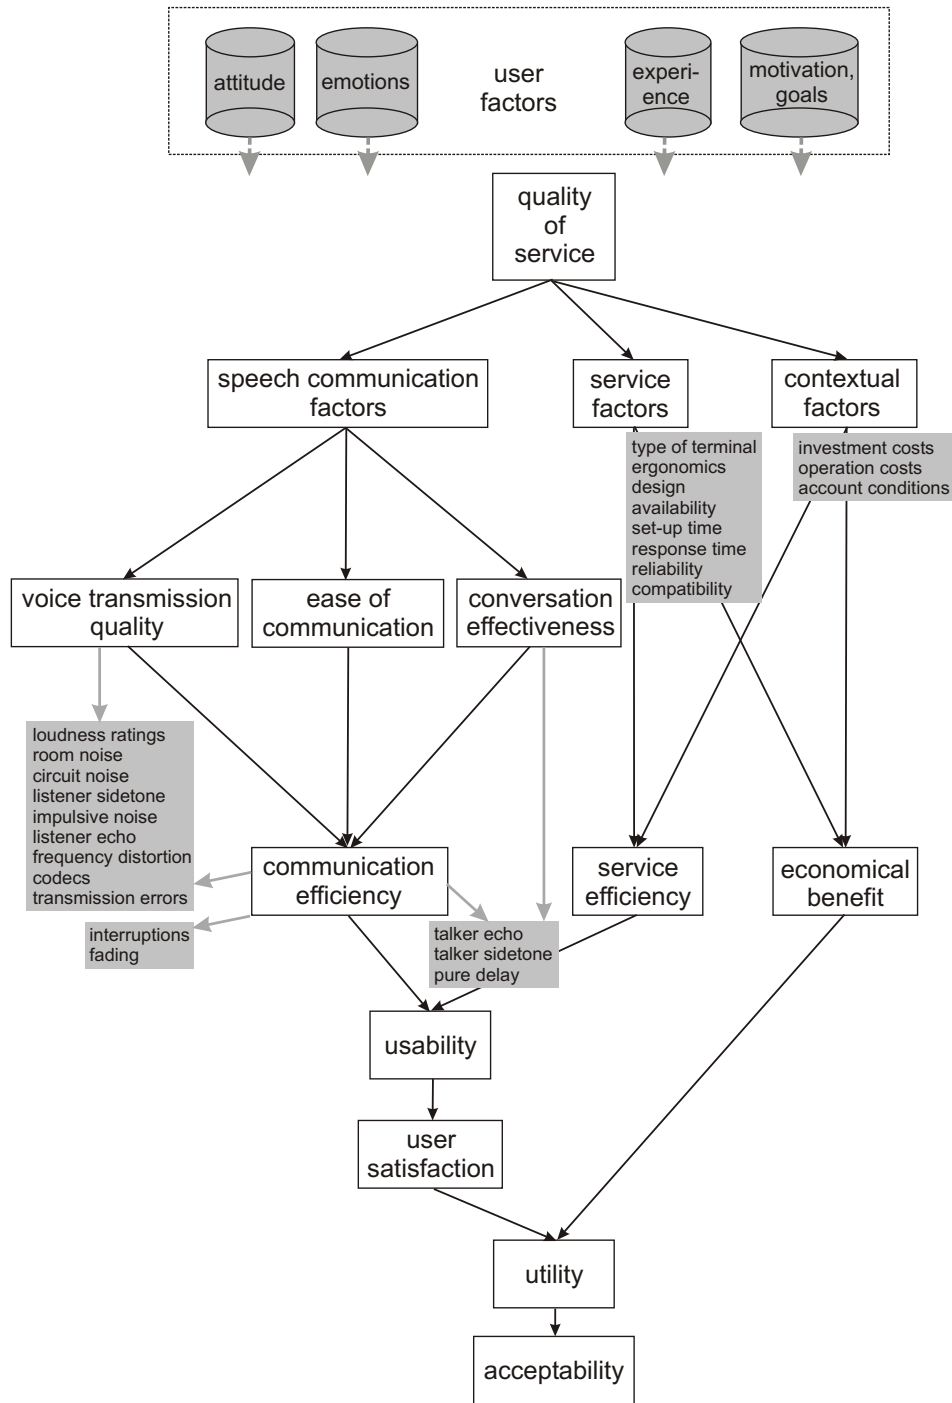 attitude
emotions
user
factors
experi-
ence
motivation,
goals
quality
of
service
speech communication
factors
service
factors
contextual
factors
type of terminal
ergonomics
design
availability
set-up time
response time
reliability
compatibility
investment costs
operation costs
account conditions
voice transmission
quality
ease of
communication
conversation
effectiveness
loudness ratings
room noise
circuit noise
listener sidetone
impulsive noise
listener echo
frequency distortion
codecs
transmission errors
communication
efficiency
service
efficiency
economical
benefit
interruptions
fading
talker echo
talker sidetone
pure delay
usability
user
satisfaction
utility
acceptability